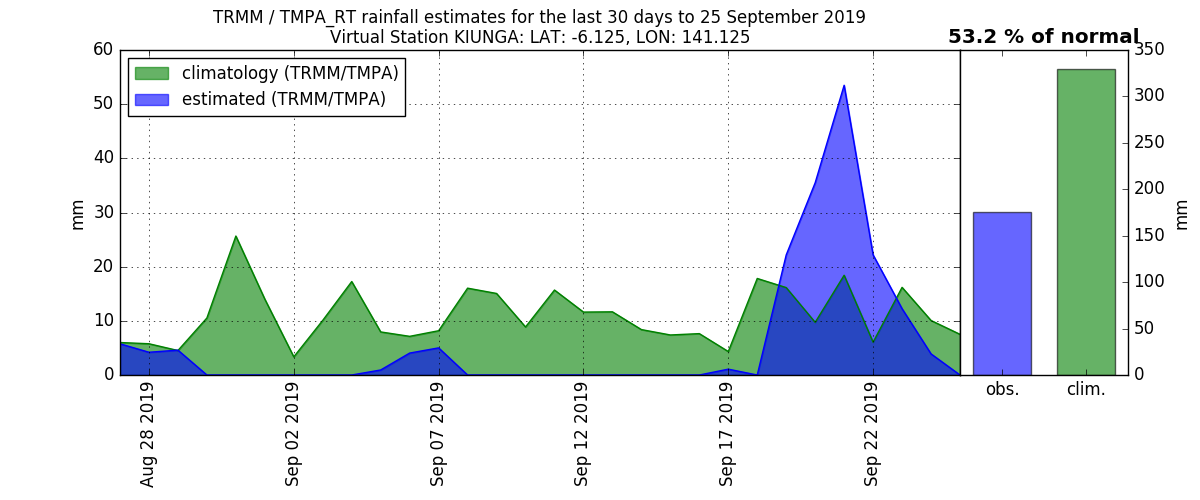 TRMM / TMPA_RT rainfall estimates for the last 30 days to 25 September 2019
Virtual Station KIUNGA: LAT: -6.125, LON: 141.125
53.2 % of normal
climatology (TRMM/TMPA)
estimated (TRMM/TMPA)
60
50
40
30
20
10
0
mm
Aug 28 2019
Sep 02 2019
Sep 07 2019
Sep 12 2019
Sep 17 2019
Sep 22 2019
obs.
clim.
350
300
250
200
150
100
50
0
mm